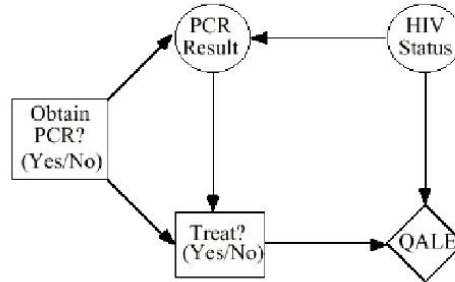 PCR
Result
HIV
Status
Obtain
PCR?
(Yes/No)
Treat?
(Yes/No)
QALE